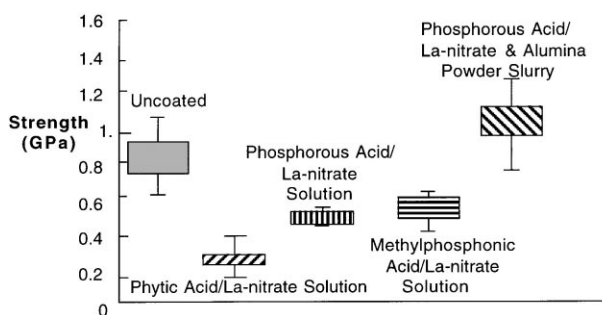 1.6
1.4
1.2
1.
0.8
0.6
0.4
0.2
0
Strength
(GPa)
Uncoated
Phytic Acid/La-nitrate Solution
Phosphorous Acid/
La-nitrate
Solution
Methylphosphonic
Acid/La-nitrate
Solution
Phosphorous Acid/
La-nitrate & Alumina
Powder Slurry